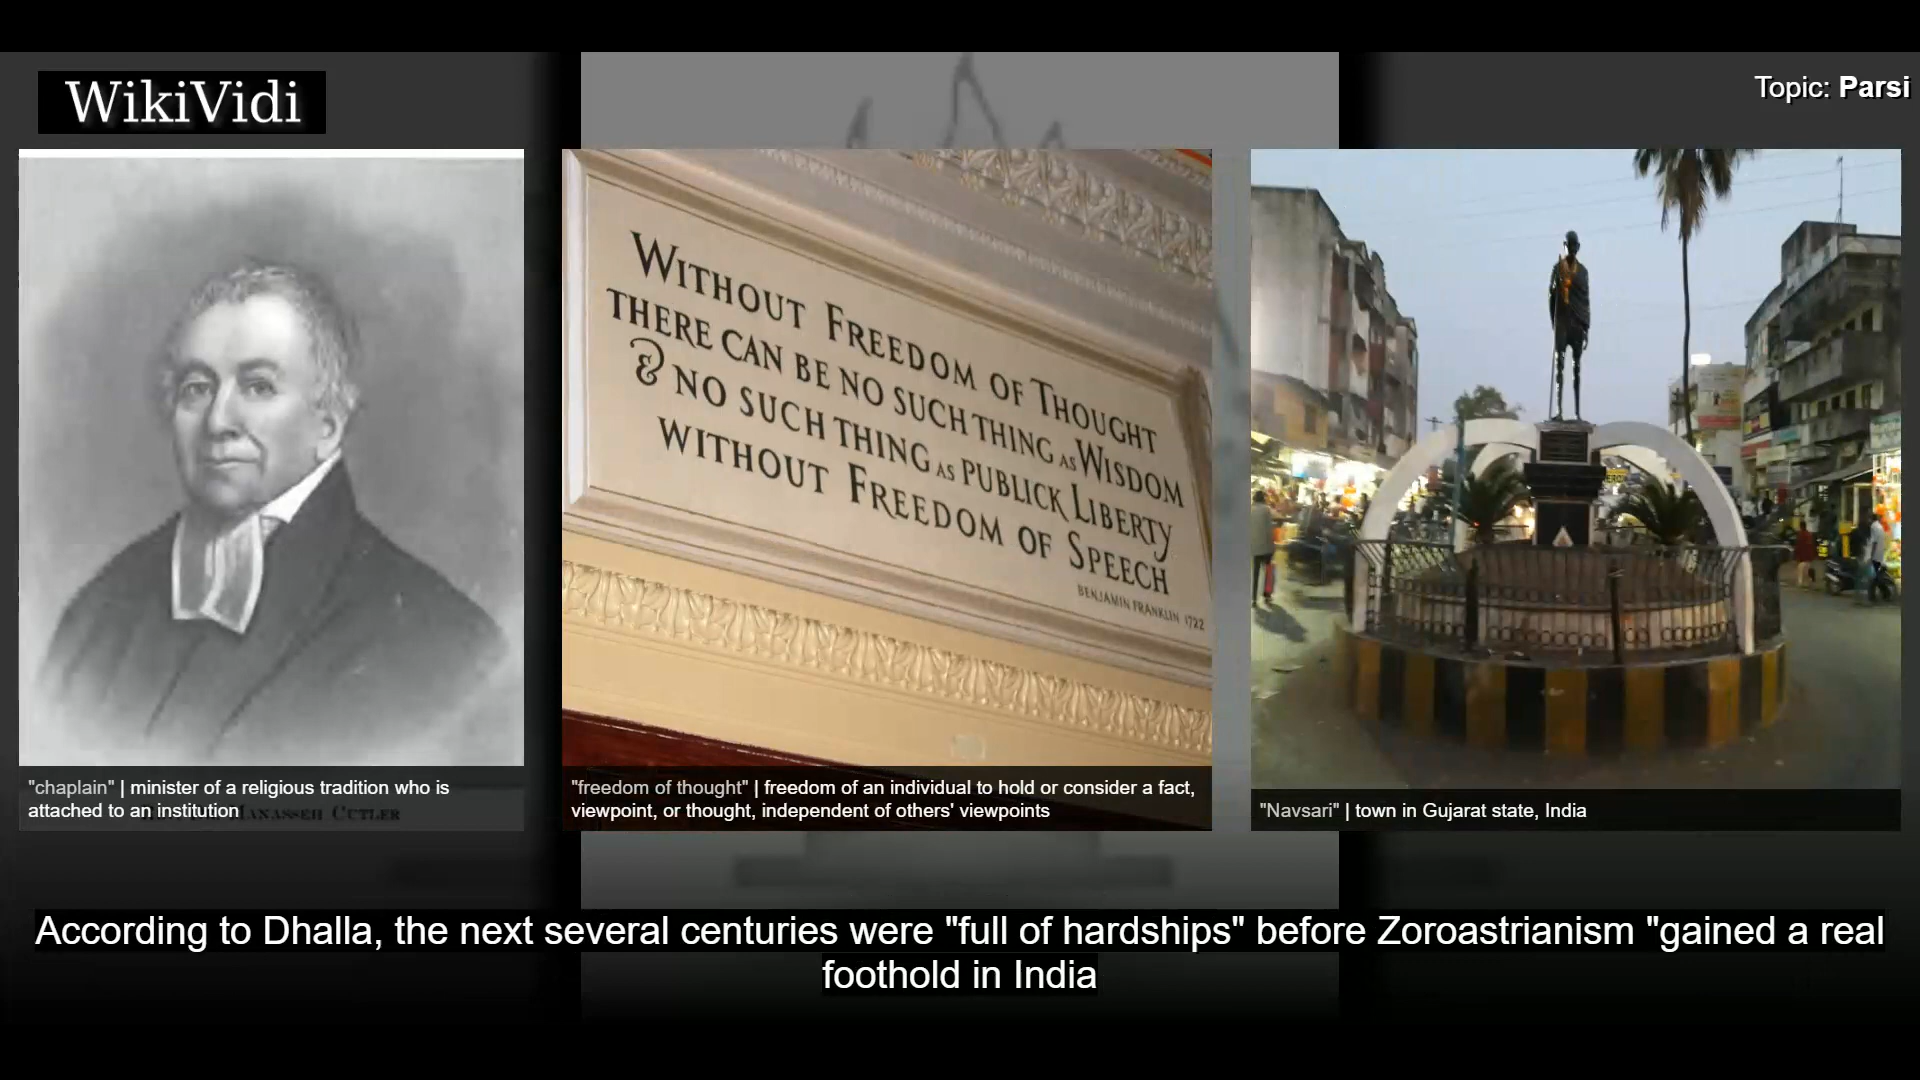 WikiVidi
Topic: Parsi
WITHOUT FREEDOM OF THOUGHT
THERE CAN BE NO SUCH THING AS WISDOM
& NO SUCH THING AS PUBLICK LIBERTY
WITHOUT FREEDOM OF SPEECH
BENJAMIN FRANKLIN 1722
"chaplain" | minister of a religious tradition who is
attached to an institution
MANASSEH CUTLER
"freedom of thought" | freedom of an individual to hold or consider a fact,
viewpoint, or thought, independent of others' viewpoints
"Navsari" | town in Gujarat state, India
According to Dhalla, the next several centuries were "full of hardships" before Zoroastrianism "gained a real
foothold in India